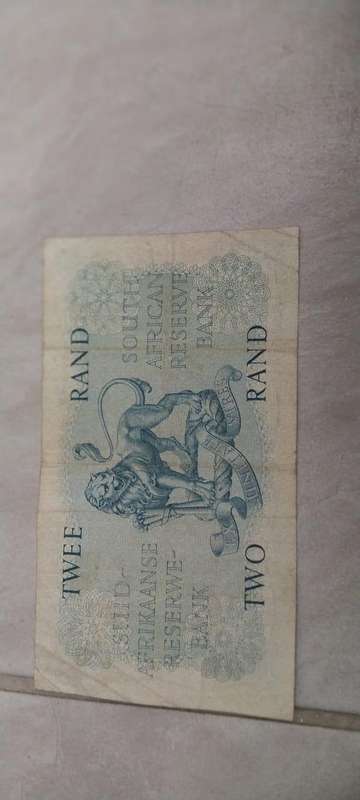 TWEE RAND
SUID-
AFRIKAANSE
RESERWE-
BANK
SOUTH
AFRICAN
RESERVE
BANK
TWO RAND